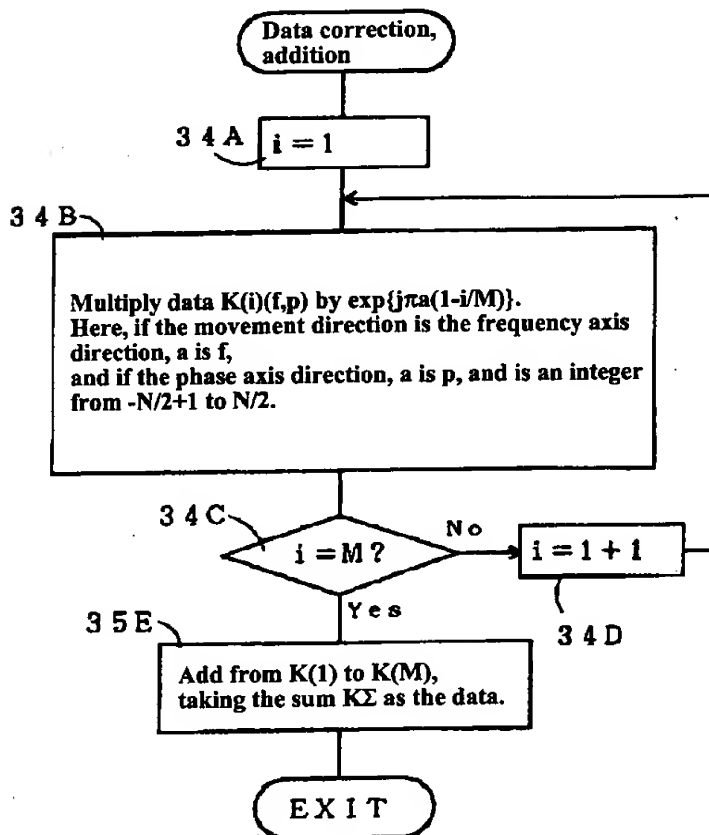 Data correction,
addition
34A
i = 1
34B
Multiply data K(i)(f,p) by exp{jπa(1-i/M)}.
Here, if the movement direction is the frequency axis
direction, a is f,
and if the phase axis direction, a is p, and is an integer
from -N/2+1 to N/2.
34C
i = M ?
No
i = 1 + 1
34D
Yes
35E
Add from K(1) to K(M),
taking the sum KΣ as the data.
EXIT